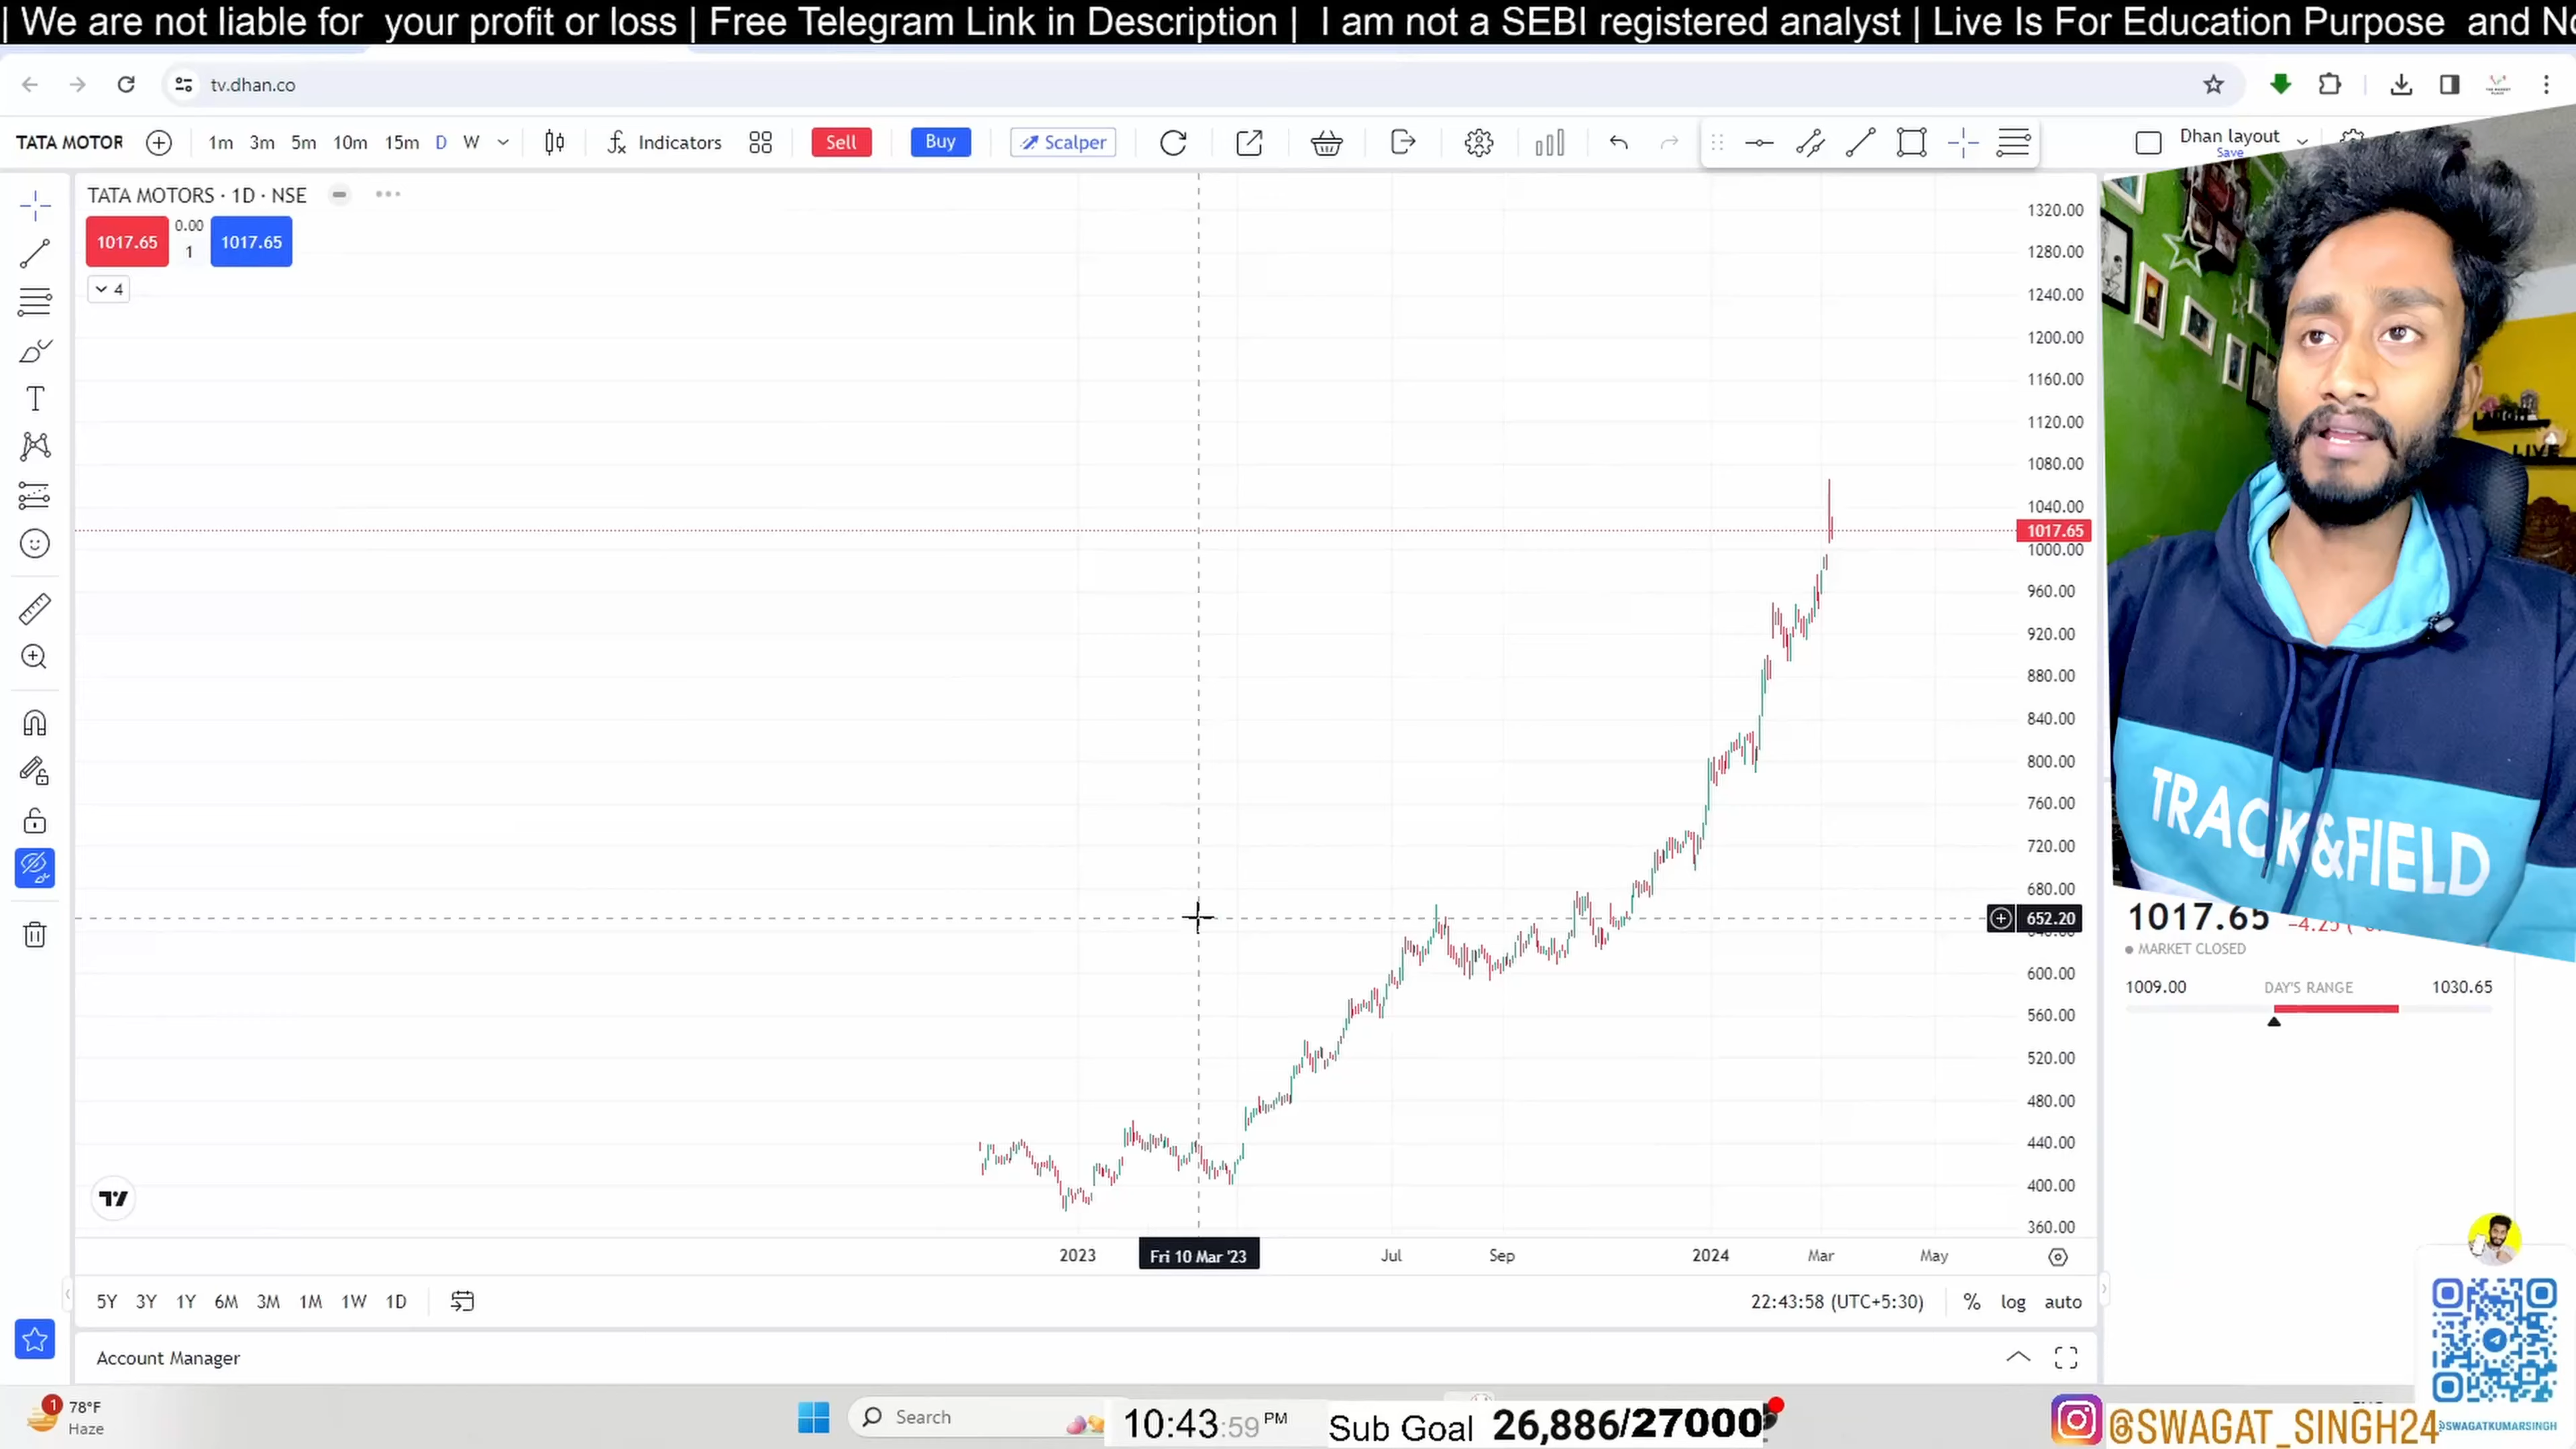 | We are not liable for your profit or loss | Free Telegram Link in Description | I am not a SEBI registered analyst | Live Is For Education Purpose and
tv.dhan.co
TATA MOTOR 1m 3m 5m 10m 15m D W Indicators Sell Buy Scalper Dhan layout
Save
TATA MOTORS · 1D · NSE
1017.65 0.00 1017.65
1
4
1320.00
1280.00
1240.00
1200.00
1160.00
1120.00
1080.00
1040.00
1017.65
1000.00
960.00
920.00
880.00
840.00
800.00
760.00
720.00
680.00
652.20
600.00
560.00
520.00
480.00
440.00
400.00
360.00
LIVE
TRACK&FIELD
1017.65 -4.25
MARKET CLOSED
1009.00 DAY'S RANGE 1030.65
2023 Fri 10 Mar '23 Jul Sep 2024 Mar May
5Y 3Y 1Y 6M 3M 1M 1W 1D 22:43:58 (UTC+5:30) % log auto
Account Manager
1
78°F
Haze
Search
10:43:59 PM
Sub Goal 26,886/27000
@SWAGAT_SINGH24
@SWAGATKUMARSINGH